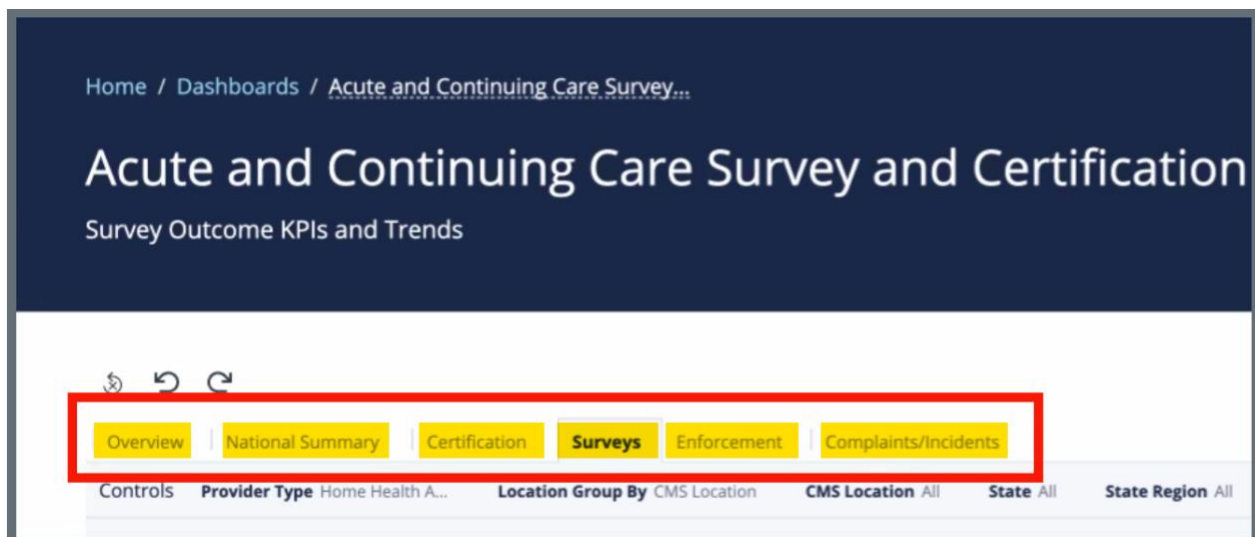 Home / Dashboards / Acute and Continuing Care Survey...
Acute and Continuing Care Survey and Certification
Survey Outcome KPIs and Trends
Overview National Summary Certification Surveys Enforcement Complaints/Incidents
Controls Provider Type Home Health A... Location Group By CMS Location CMS Location All State All State Region All